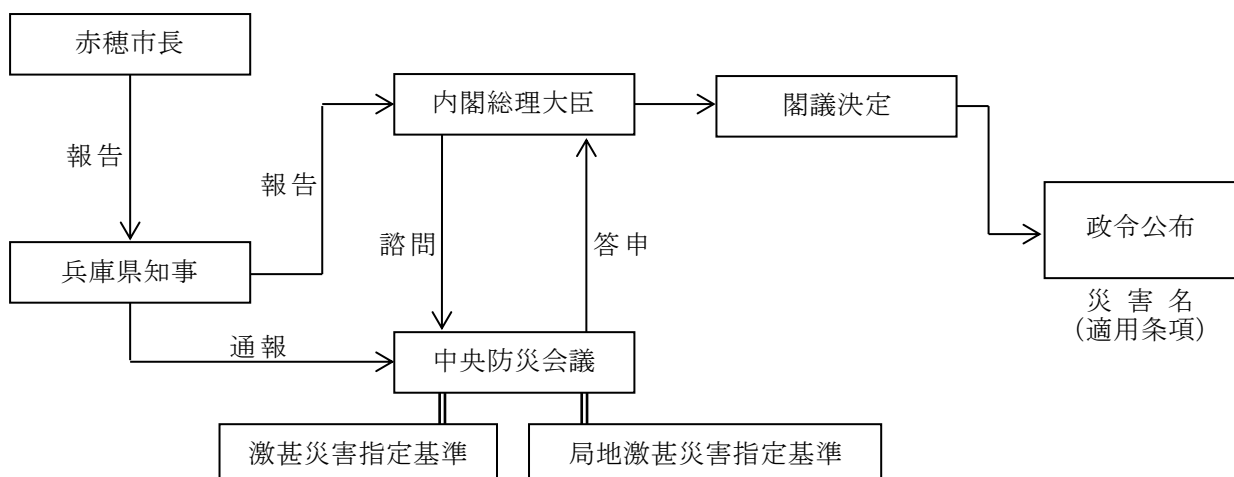 赤穂市長
内閣総理大臣
閣議決定
報告
報告
政令公布
兵庫県知事
諮問
答申
災害名
(適用条項)
通報
中央防災会議
激甚災害指定基準
局地激甚災害指定基準